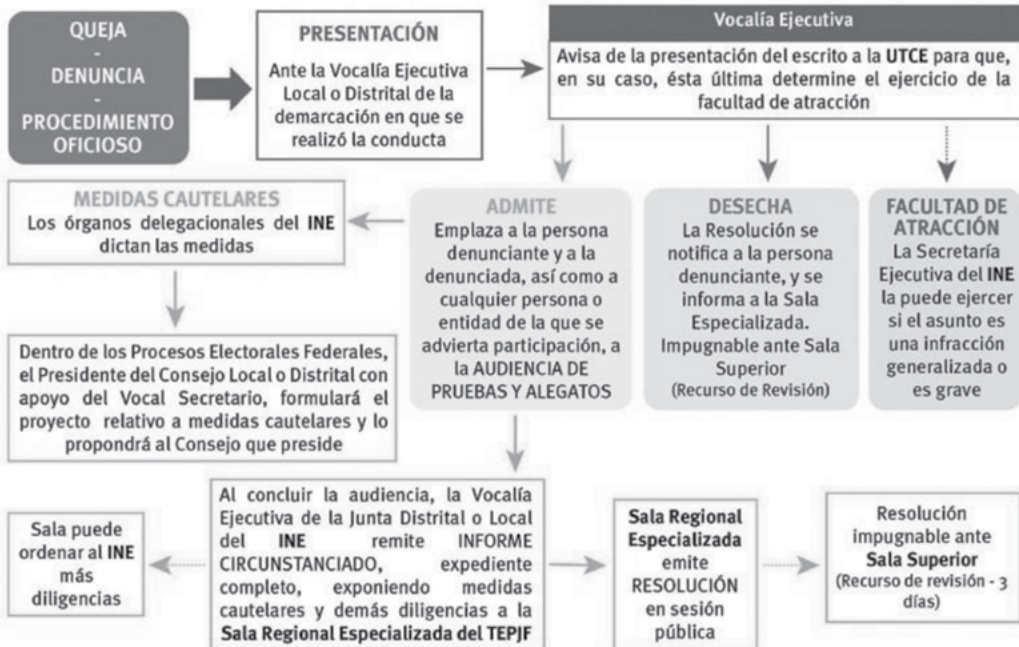 QUEJA
-
DENUNCIA
-
PROCEDIMIENTO
OFICIOSO
PRESENTACIÓN
Ante la Vocalía Ejecutiva
Local o Distrital de la
demarcación en que se
realizó la conducta
Vocalía Ejecutiva
Avisa de la presentación del escrito a la UTCE para que,
en su caso, ésta última determine el ejercicio de la
facultad de atracción
MEDIDAS CAUTELARES
Los órganos delegacionales del INE
dictan las medidas
ADMITE
Emplaza a la persona
denunciante y a la
denunciada, así como a
cualquier persona o
entidad de la que se
advierta participación, a
la AUDIENCIA DE
PRUEBAS Y ALEGATOS
DESECHA
La Resolución se
notifica a la persona
denunciante, y se
informa a la Sala
Especializada.
Impugnable ante Sala
Superior
(Recurso de Revisión)
FACULTAD DE
ATRACCIÓN
La Secretaría
Ejecutiva del INE
la puede ejercer
si el asunto es
una infracción
generalizada o
es grave
Dentro de los Procesos Electorales Federales,
el Presidente del Consejo Local o Distrital con
apoyo del Vocal Secretario, formulará el
proyecto relativo a medidas cautelares y lo
propondrá al Consejo que preside
Sala puede
ordenar al INE
más
diligencias
Al concluir la audiencia, la Vocalía
Ejecutiva de la Junta Distrital o Local
del INE remite INFORME
CIRCUNSTANCIADO, expediente
completo, exponiendo medidas
cautelares y demás diligencias a la
Sala Regional Especializada del TEPJF
Sala Regional
Especializada
emite
RESOLUCIÓN
en sesión
pública
Resolución
impugnable ante
Sala Superior
(Recurso de revisión - 3
días)